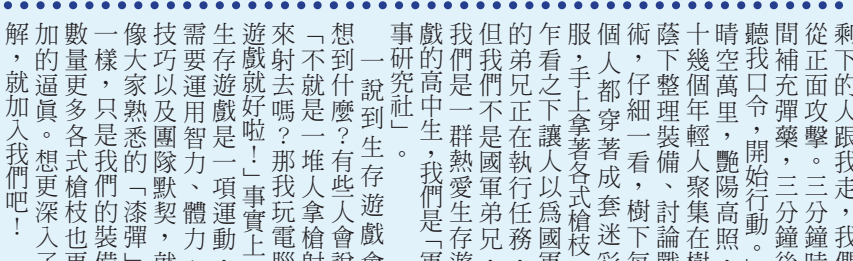 剩下的人跟我走，我們
從正面攻擊。三分鐘時
間補充彈藥，三分鐘後
聽我口令，開始行動。」
晴空萬里，艷陽高照，
十幾個年輕人聚集在樹
蔭下整理裝備、討論戰
術，仔細一看，樹下每
個人都穿著成套迷彩
服，手上拿著各式槍枝
乍看之下讓人以爲國軍
的弟兄正在執行任務，
但我們不是國軍弟兄，
我們是一群熱愛生存遊
戲的高中生，我們是「軍
事研究社」。
一說到生存遊戲會
想到什麼？有些人會說
「不就是一堆人拿槍射
來射去嗎？那我玩電腦
遊戲就好啦！」事實上
生存遊戲是一項運動，
需要運用智力、體力、
技巧以及團隊默契，就
像大家熟悉的「漆彈」
一樣，只是我們的裝備
數量更多各式槍枝也更
加的逼眞。想更深入了
解，就加入我們吧！